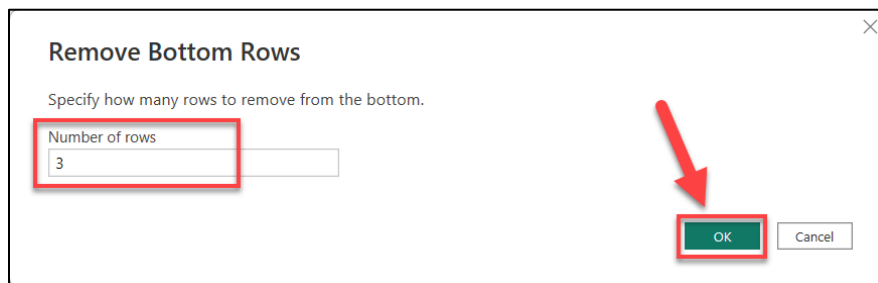 Remove Bottom Rows
Specify how many rows to remove from the bottom.
Number of rows
3
OK
Cancel